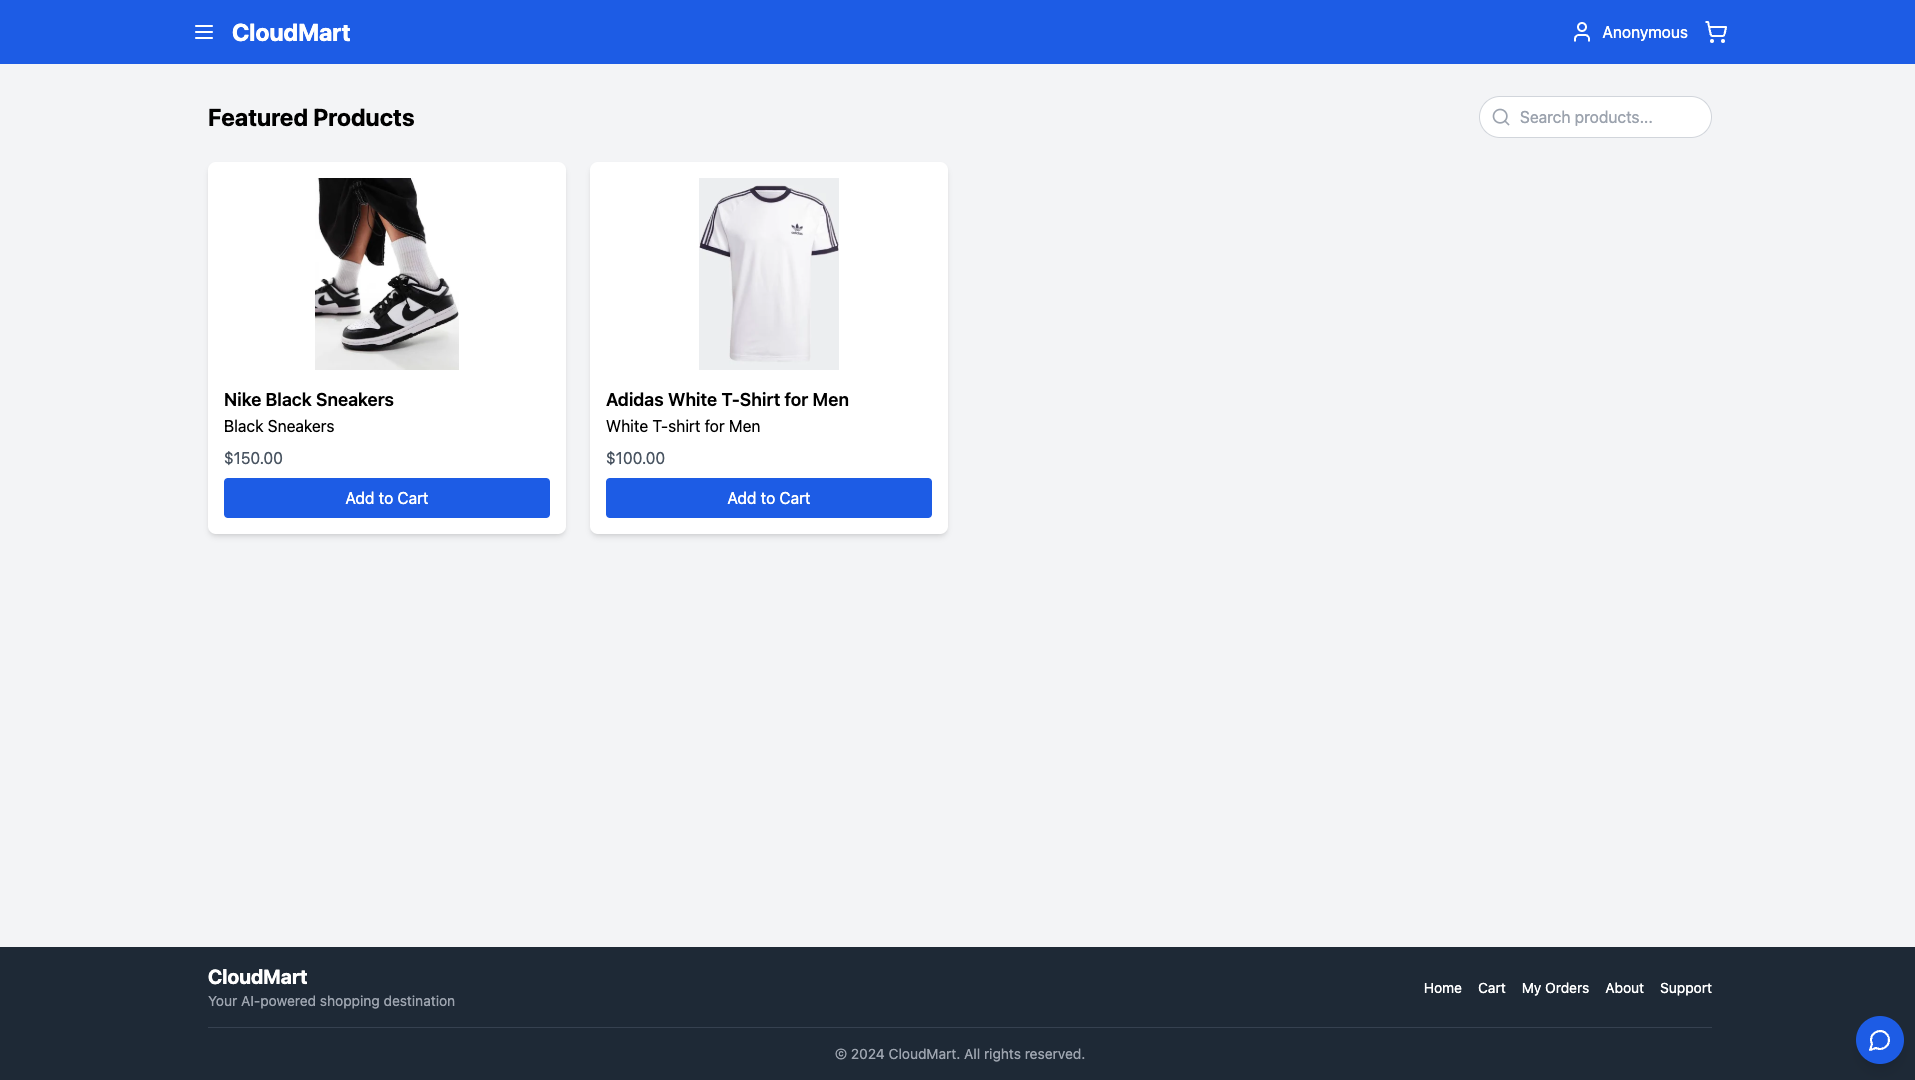 CloudMart
Anonymous
Featured Products
Search products...
Nike Black Sneakers
Black Sneakers
$150.00
Add to Cart
Adidas White T-Shirt for Men
White T-shirt for Men
$100.00
Add to Cart
CloudMart
Your AI-powered shopping destination
Home Cart My Orders About Support
© 2024 CloudMart. All rights reserved.